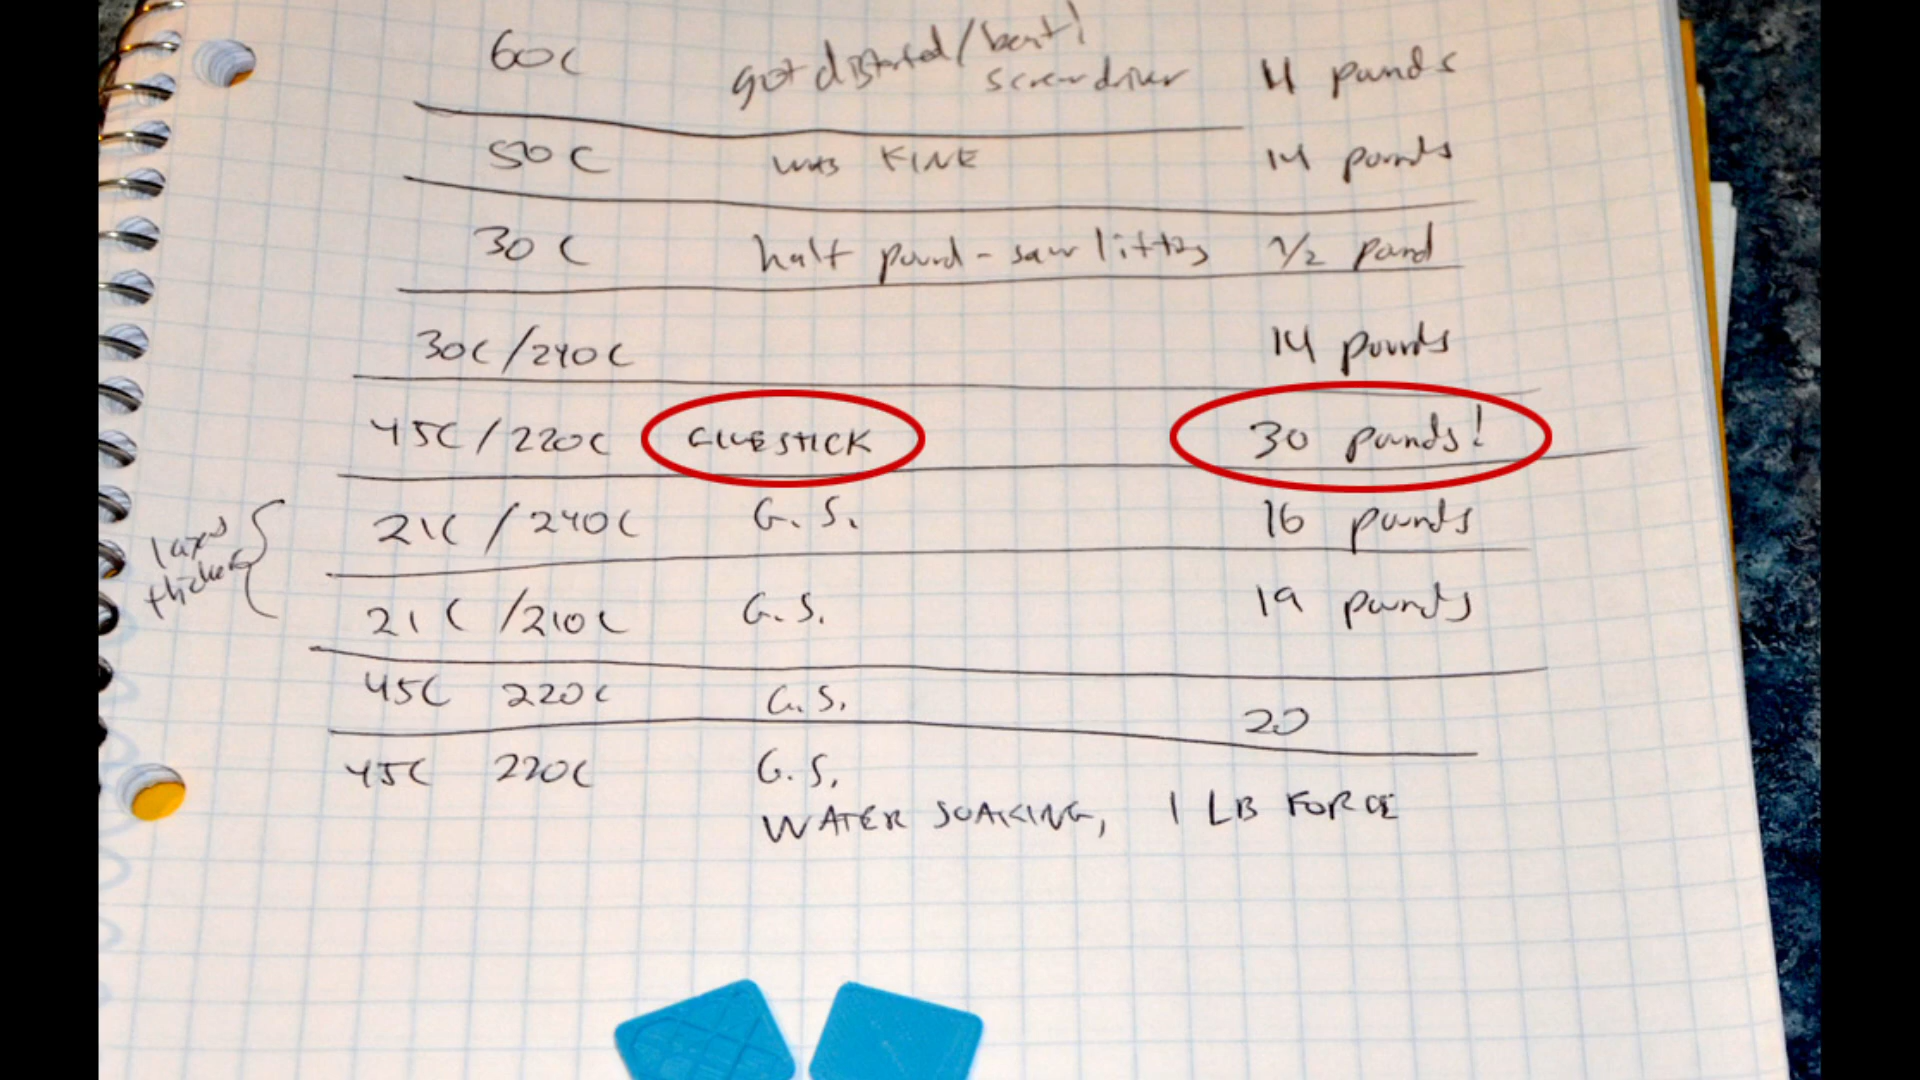 60C got distorted/bent! screwdriver 4 pounds
50C was FINE 14 pounds
30C half pound - saw lifting 1/2 pound
30C/240C 14 pounds
45C/220C GLUESTICK 30 pounds!
21C/240C G.S. 16 pounds
thicker
21C/210C G.S. 19 pounds
45C 220C G.S. 20
45C 220C G.S.
WATER SOAKING, 1 LB FORCE